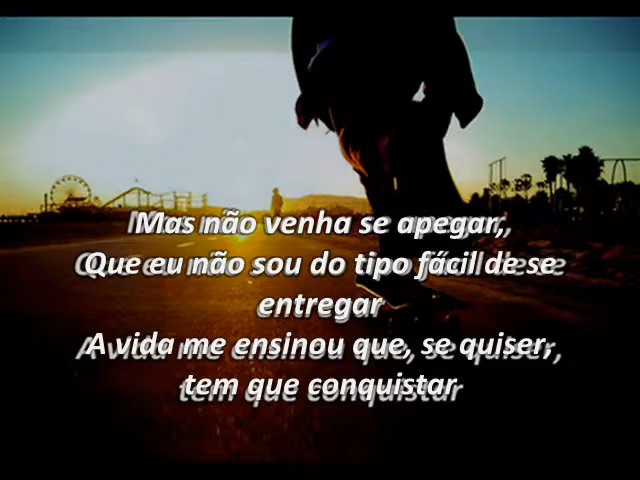 Mas não venha se apegar,
Que eu não sou do tipo fácil de se
entregar
A vida me ensinou que, se quiser,
tem que conquistar